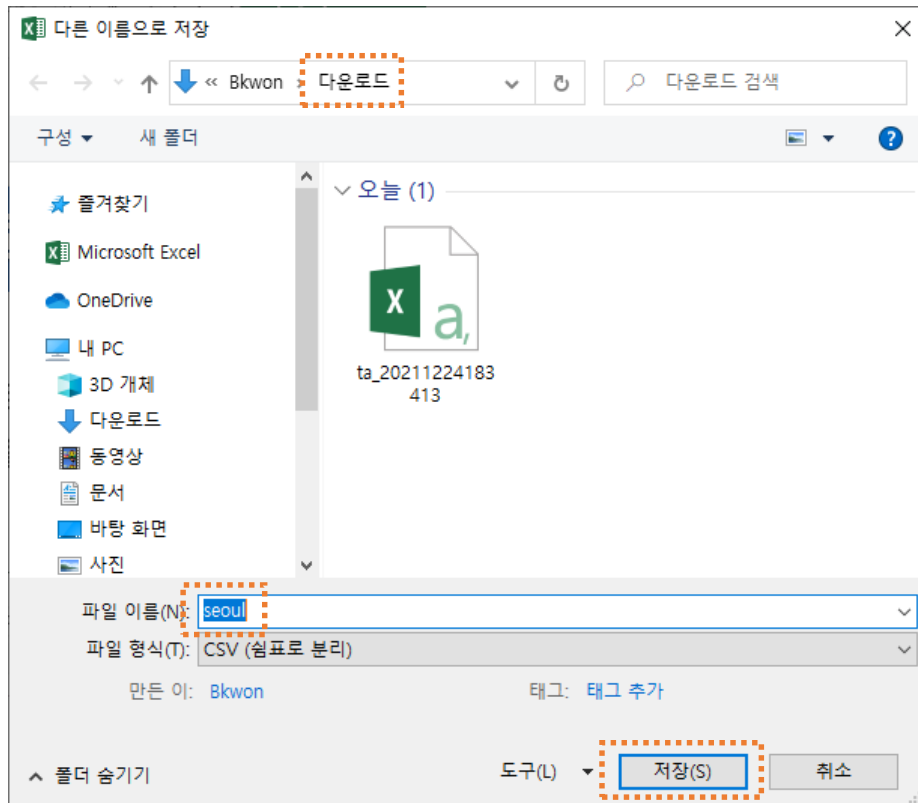 다른 이름으로 저장
« Bkwon > 다운로드
다운로드 검색
구성
새 폴더
즐겨찾기
Microsoft Excel
OneDrive
내 PC
3D 개체
다운로드
동영상
문서
바탕 화면
사진
오늘 (1)
X
a,
ta_20211224183
413
파일 이름(N): seoul
파일 형식(T): CSV (쉼표로 분리)
만든 이: Bkwon
태그: 태그 추가
폴더 숨기기
도구(L)
저장(S)
취소